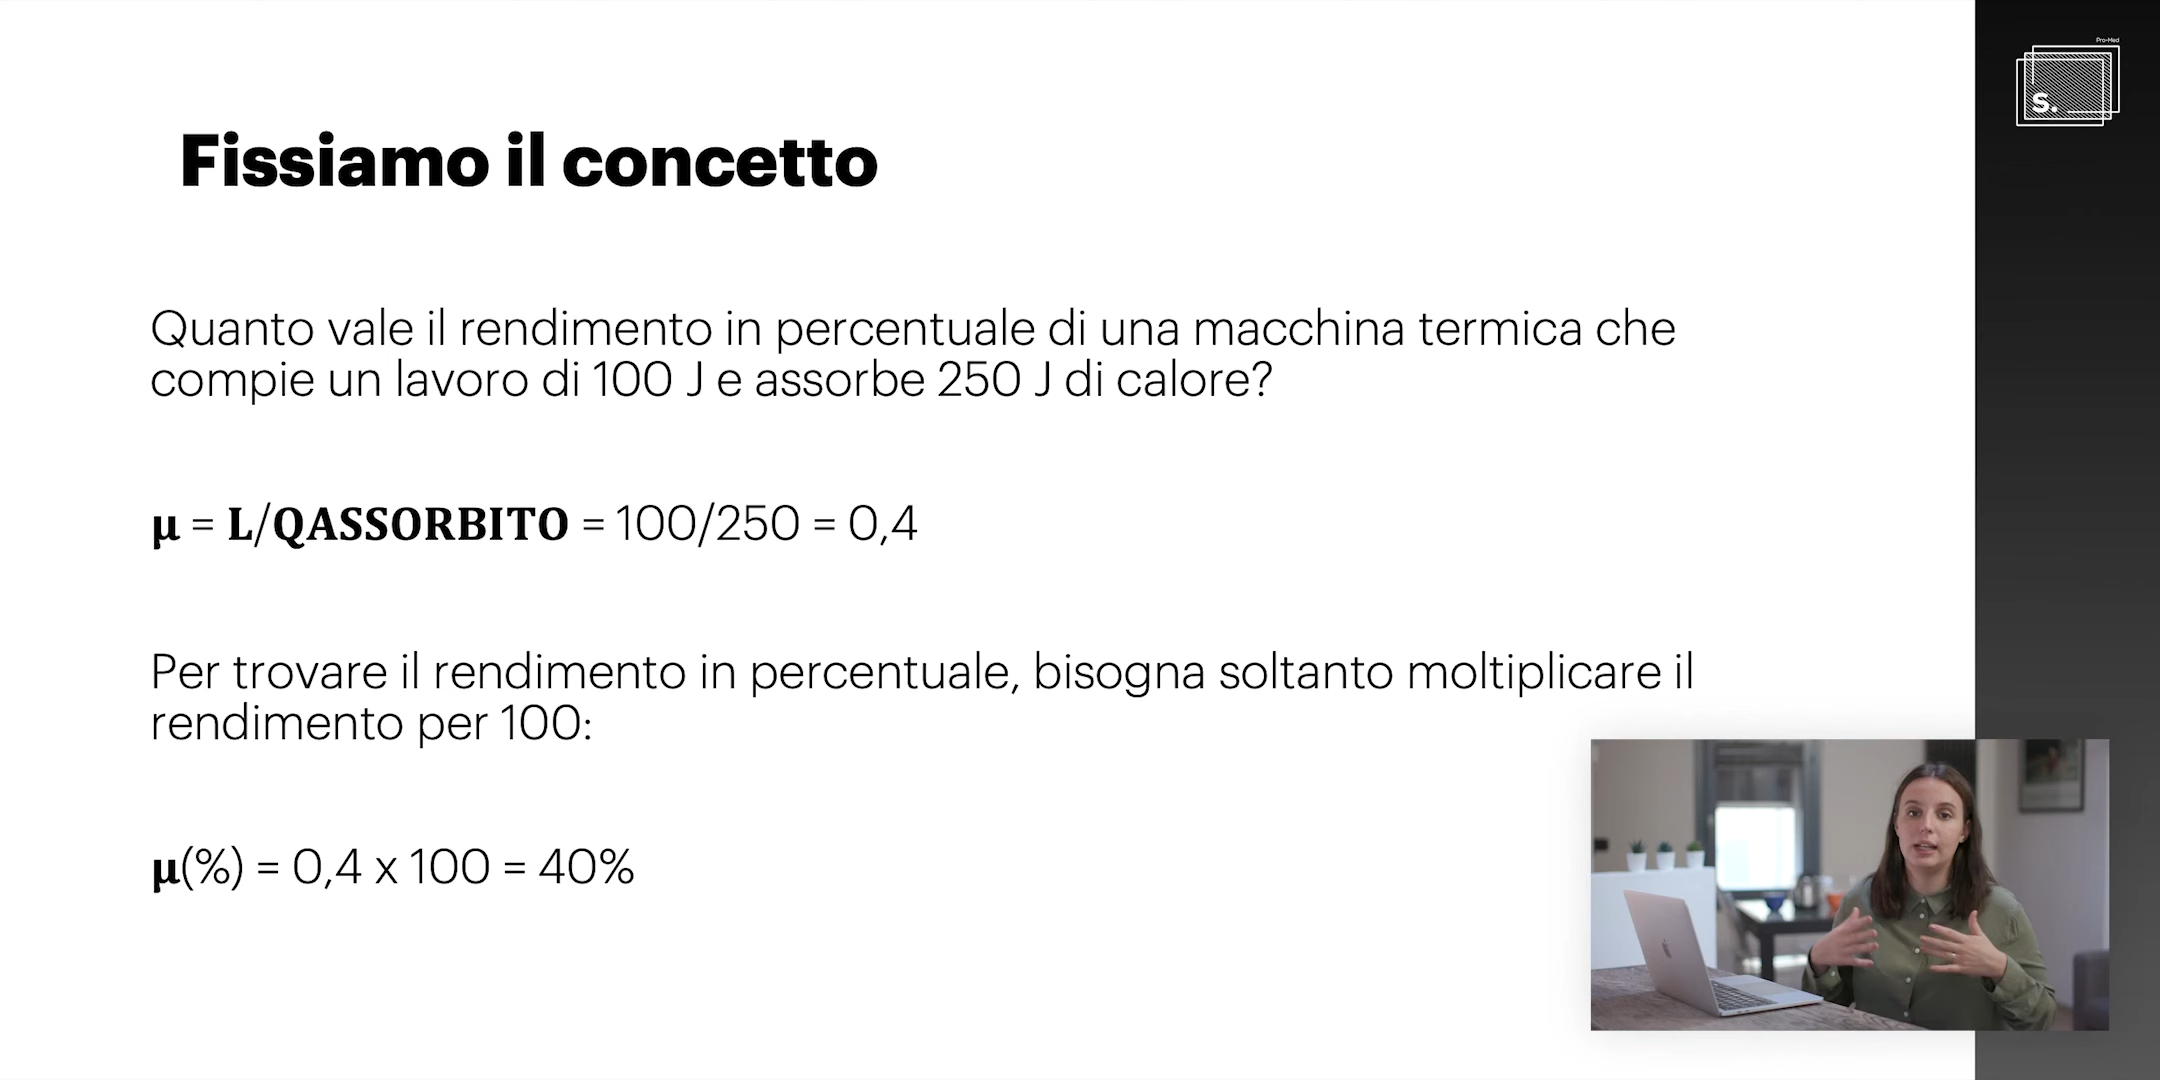 Pro-Med
S.
Fissiamo il concetto
Quanto vale il rendimento in percentuale di una macchina termica che
compie un lavoro di 100 J e assorbe 250 J di calore?
μ = L/QASSORBITO = 100/250 = 0,4
Per trovare il rendimento in percentuale, bisogna soltanto moltiplicare il
rendimento per 100:
μ(%) = 0,4 x 100 = 40%